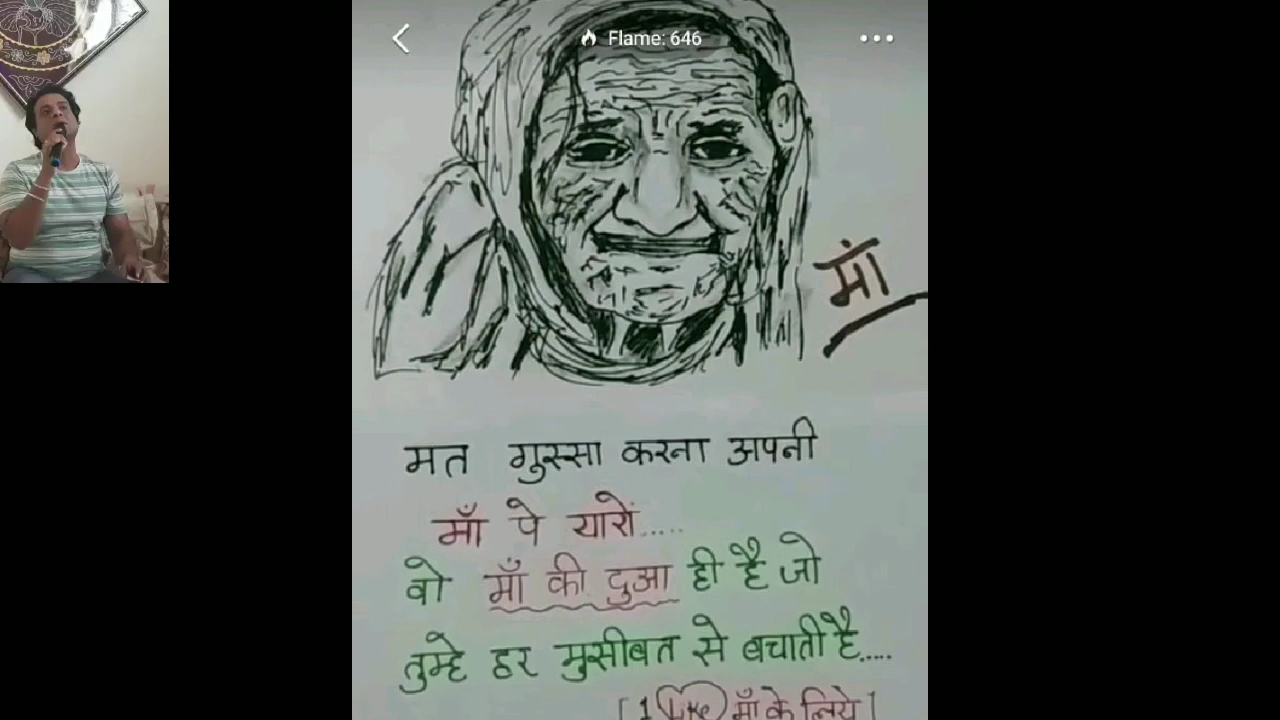 Flame: 646
माँ
मत गुस्सा करना अपनी
माँ पे यारों.....
वो माँ की दुआ ही है जो
तुम्हे हर मुसीबत से बचाती है.....
[1 Like माँ के लिये]